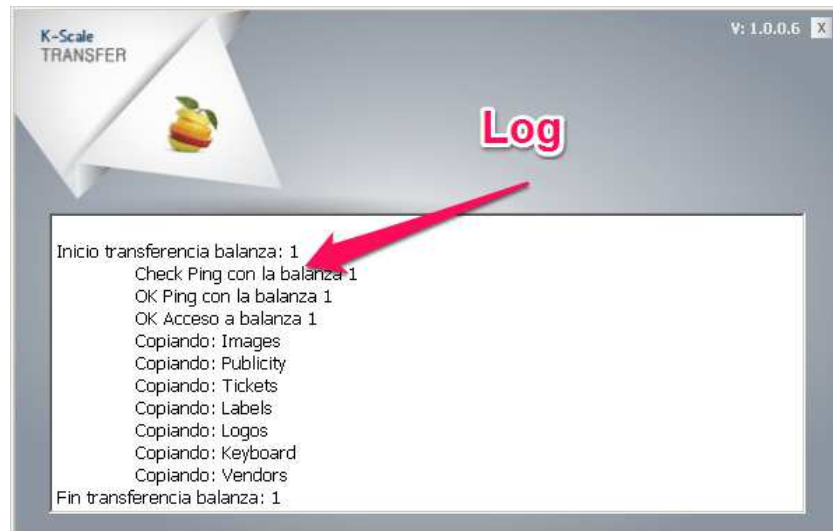 K-Scale
TRANSFER
V: 1.0.0.6 X
Log
Inicio transferencia balanza: 1
Check Ping con la balanza 1
OK Ping con la balanza 1
OK Acceso a balanza 1
Copiando: Images
Copiando: Publicity
Copiando: Tickets
Copiando: Labels
Copiando: Logos
Copiando: Keyboard
Copiando: Vendors
Fin transferencia balanza: 1